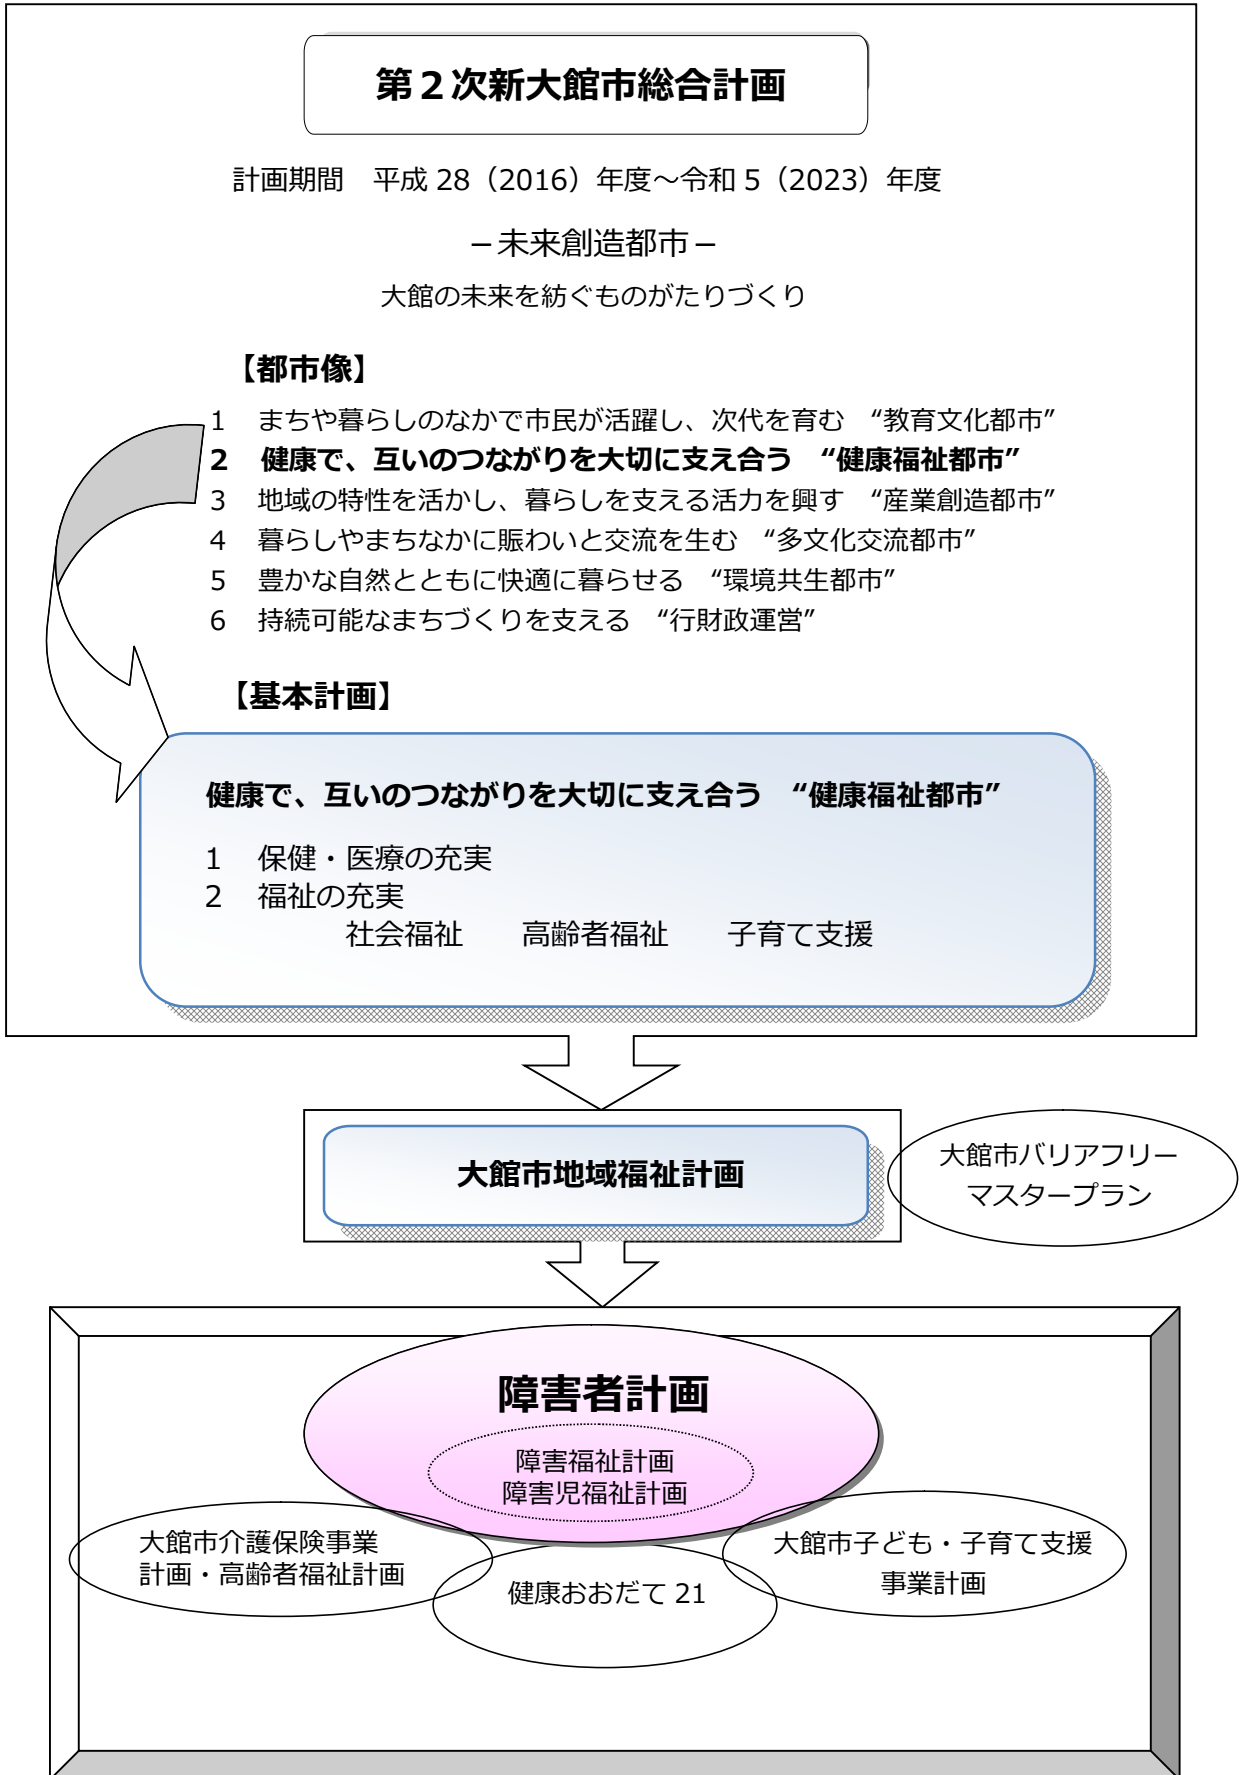 第２次新大館市総合計画
計画期間　平成 28（2016）年度～令和 5（2023）年度
－未来創造都市－
大館の未来を紡ぐものがたりづくり
【都市像】
1　まちや暮らしのなかで市民が活躍し、次代を育む　“教育文化都市”
2　健康で、互いのつながりを大切に支え合う　“健康福祉都市”
3　地域の特性を活かし、暮らしを支える活力を興す　“産業創造都市”
4　暮らしやまちなかに賑わいと交流を生む　“多文化交流都市”
5　豊かな自然とともに快適に暮らせる　“環境共生都市”
6　持続可能なまちづくりを支える　“行財政運営”
【基本計画】
健康で、互いのつながりを大切に支え合う　“健康福祉都市”
1　保健・医療の充実
2　福祉の充実
社会福祉　　高齢者福祉　　子育て支援
大館市地域福祉計画
大館市バリアフリー
マスタープラン
障害者計画
障害福祉計画
障害児福祉計画
大館市介護保険事業
計画・高齢者福祉計画
健康おおだて 21
大館市子ども・子育て支援
事業計画